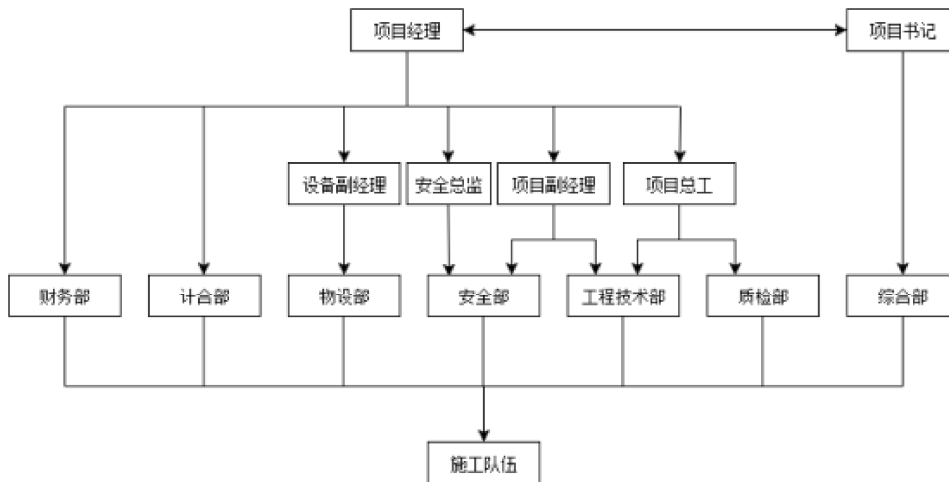 项目经理
项目书记
设备副经理
安全总监
项目副经理
项目总工
财务部
计合部
物设部
安全部
工程技术部
质检部
综合部
施工队伍